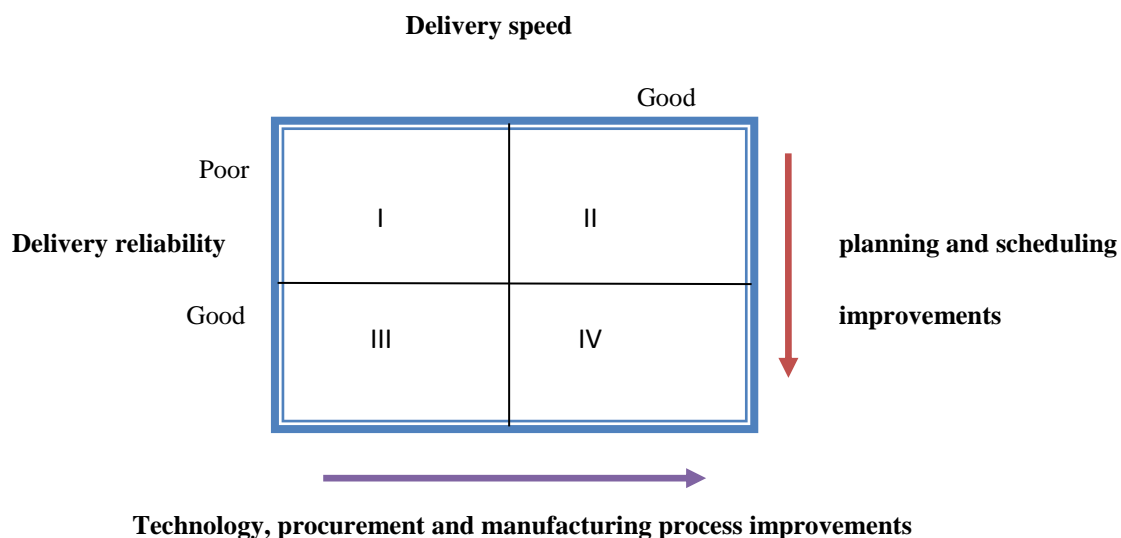 Delivery speed
Good
Poor
I
II
Delivery reliability
planning and scheduling
Good
improvements
III
IV
Technology, procurement and manufacturing process improvements